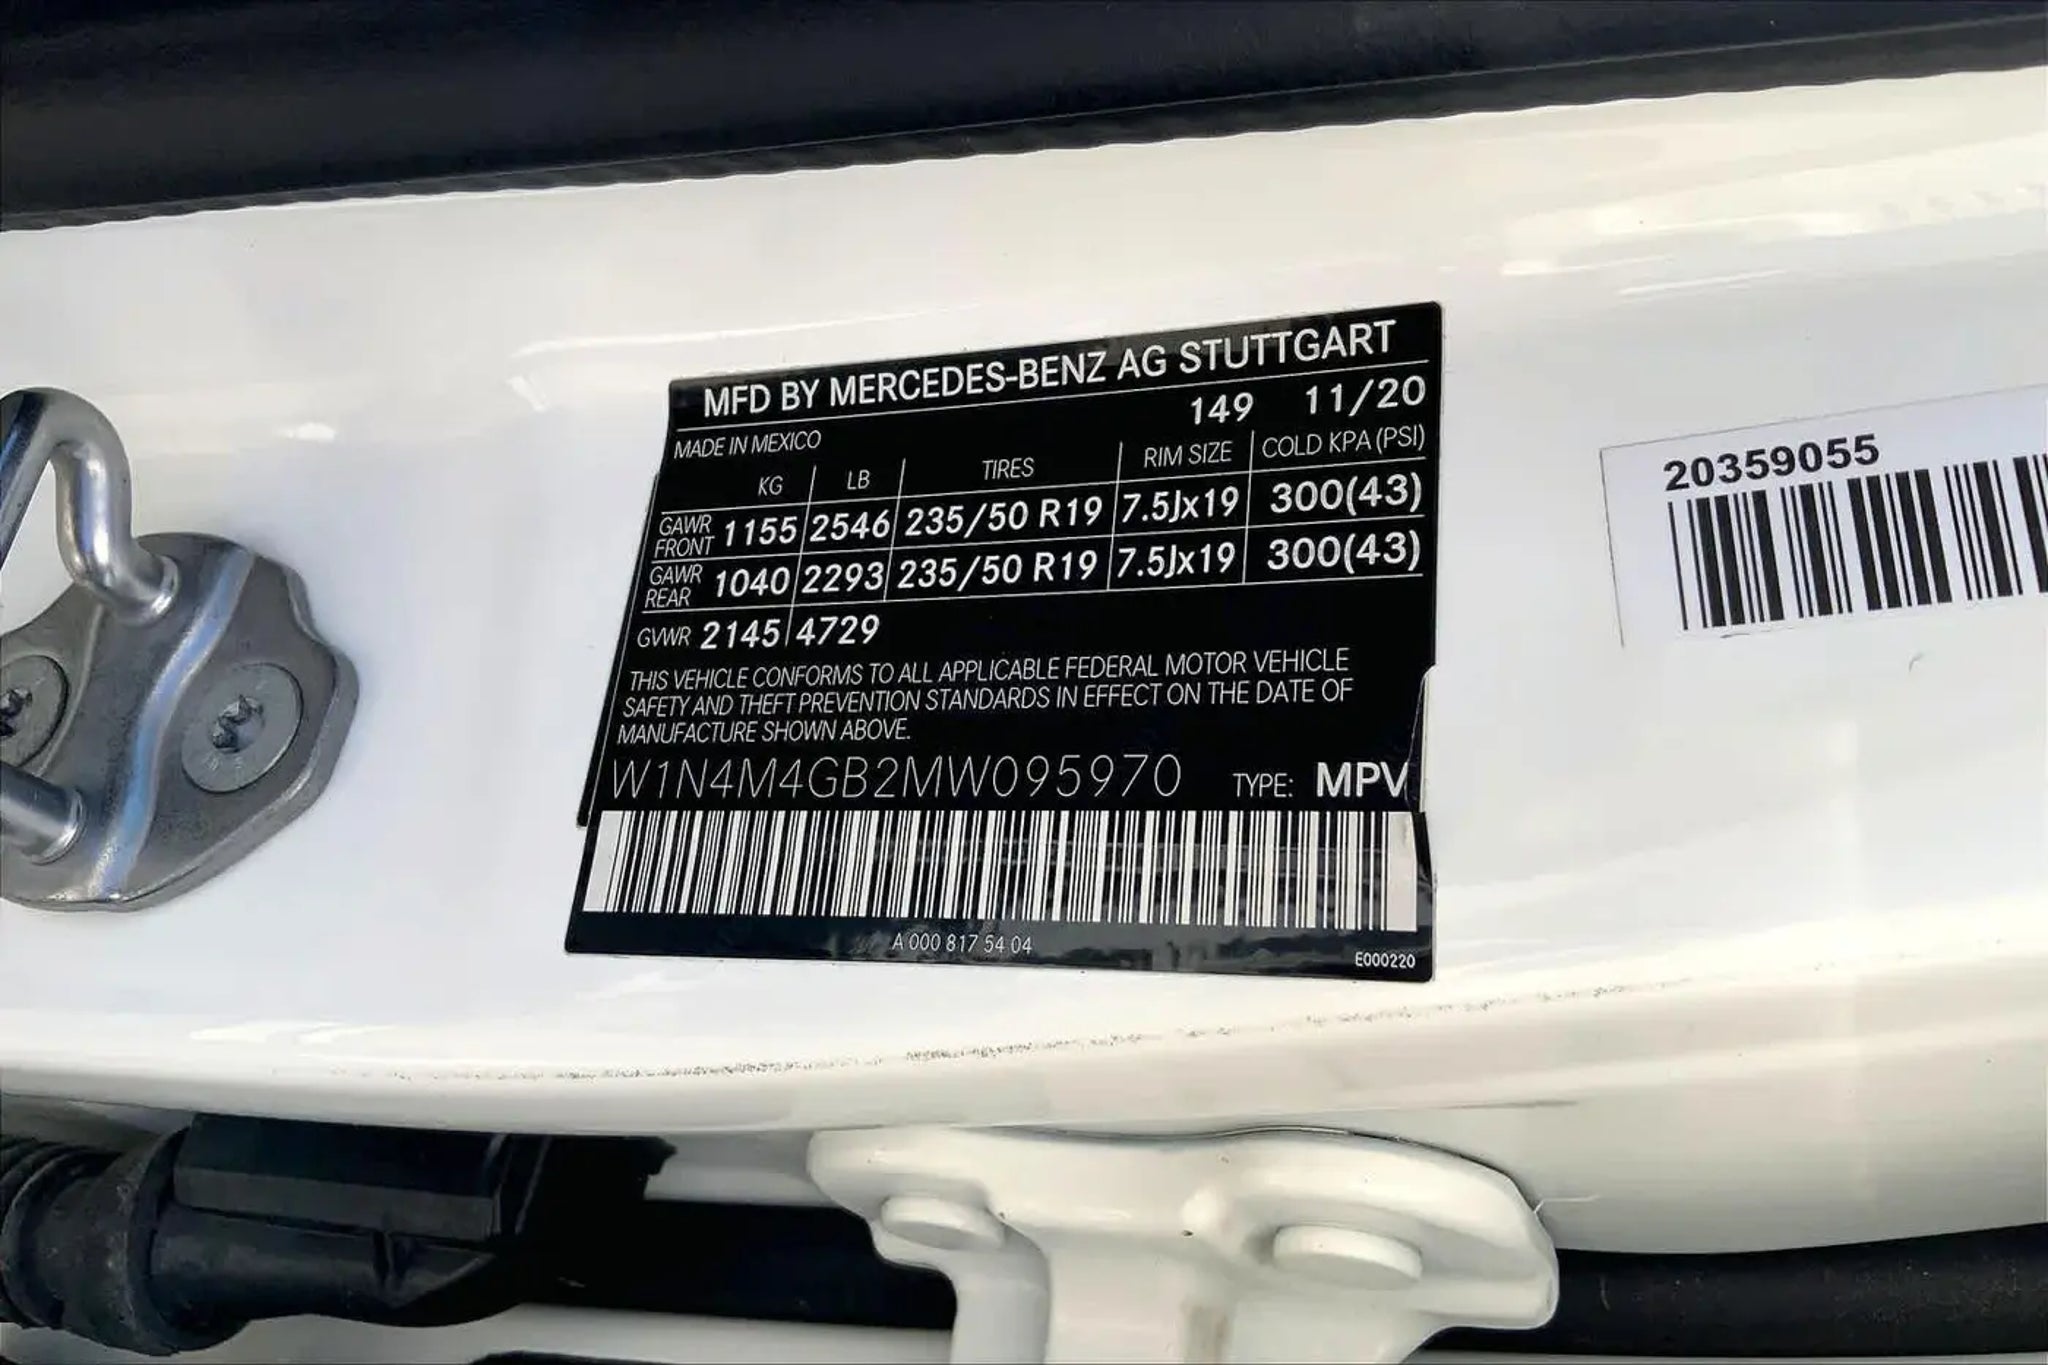 MFD BY MERCEDES-BENZ AG STUTTGART
149 11/20
MADE IN MEXICO
KG LB TIRES RIM SIZE COLD KPA (PSI)
GAWR FRONT 1155 2546 235/50 R19 7.5Jx19 300(43)
GAWR REAR 1040 2293 235/50 R19 7.5Jx19 300(43)
GVWR 2145 4729
THIS VEHICLE CONFORMS TO ALL APPLICABLE FEDERAL MOTOR VEHICLE
SAFETY AND THEFT PREVENTION STANDARDS IN EFFECT ON THE DATE OF
MANUFACTURE SHOWN ABOVE.
W1N4M4GB2MW095970 TYPE: MPV
A 000 817 54 04
E000220
20359055